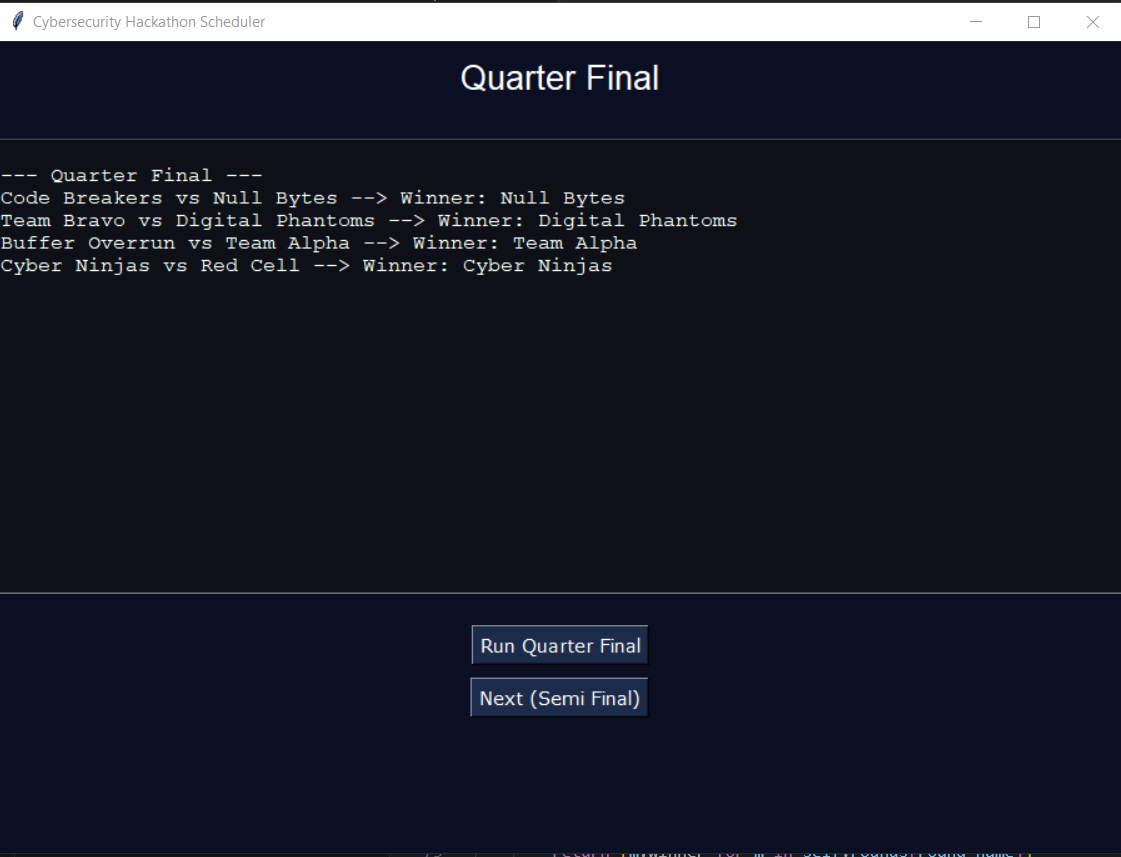 Cybersecurity Hackathon Scheduler
Quarter Final
--- Quarter Final ---
Code Breakers vs Null Bytes --> Winner: Null Bytes
Team Bravo vs Digital Phantoms --> Winner: Digital Phantoms
Buffer Overrun vs Team Alpha --> Winner: Team Alpha
Cyber Ninjas vs Red Cell --> Winner: Cyber Ninjas
Run Quarter Final
Next (Semi Final)